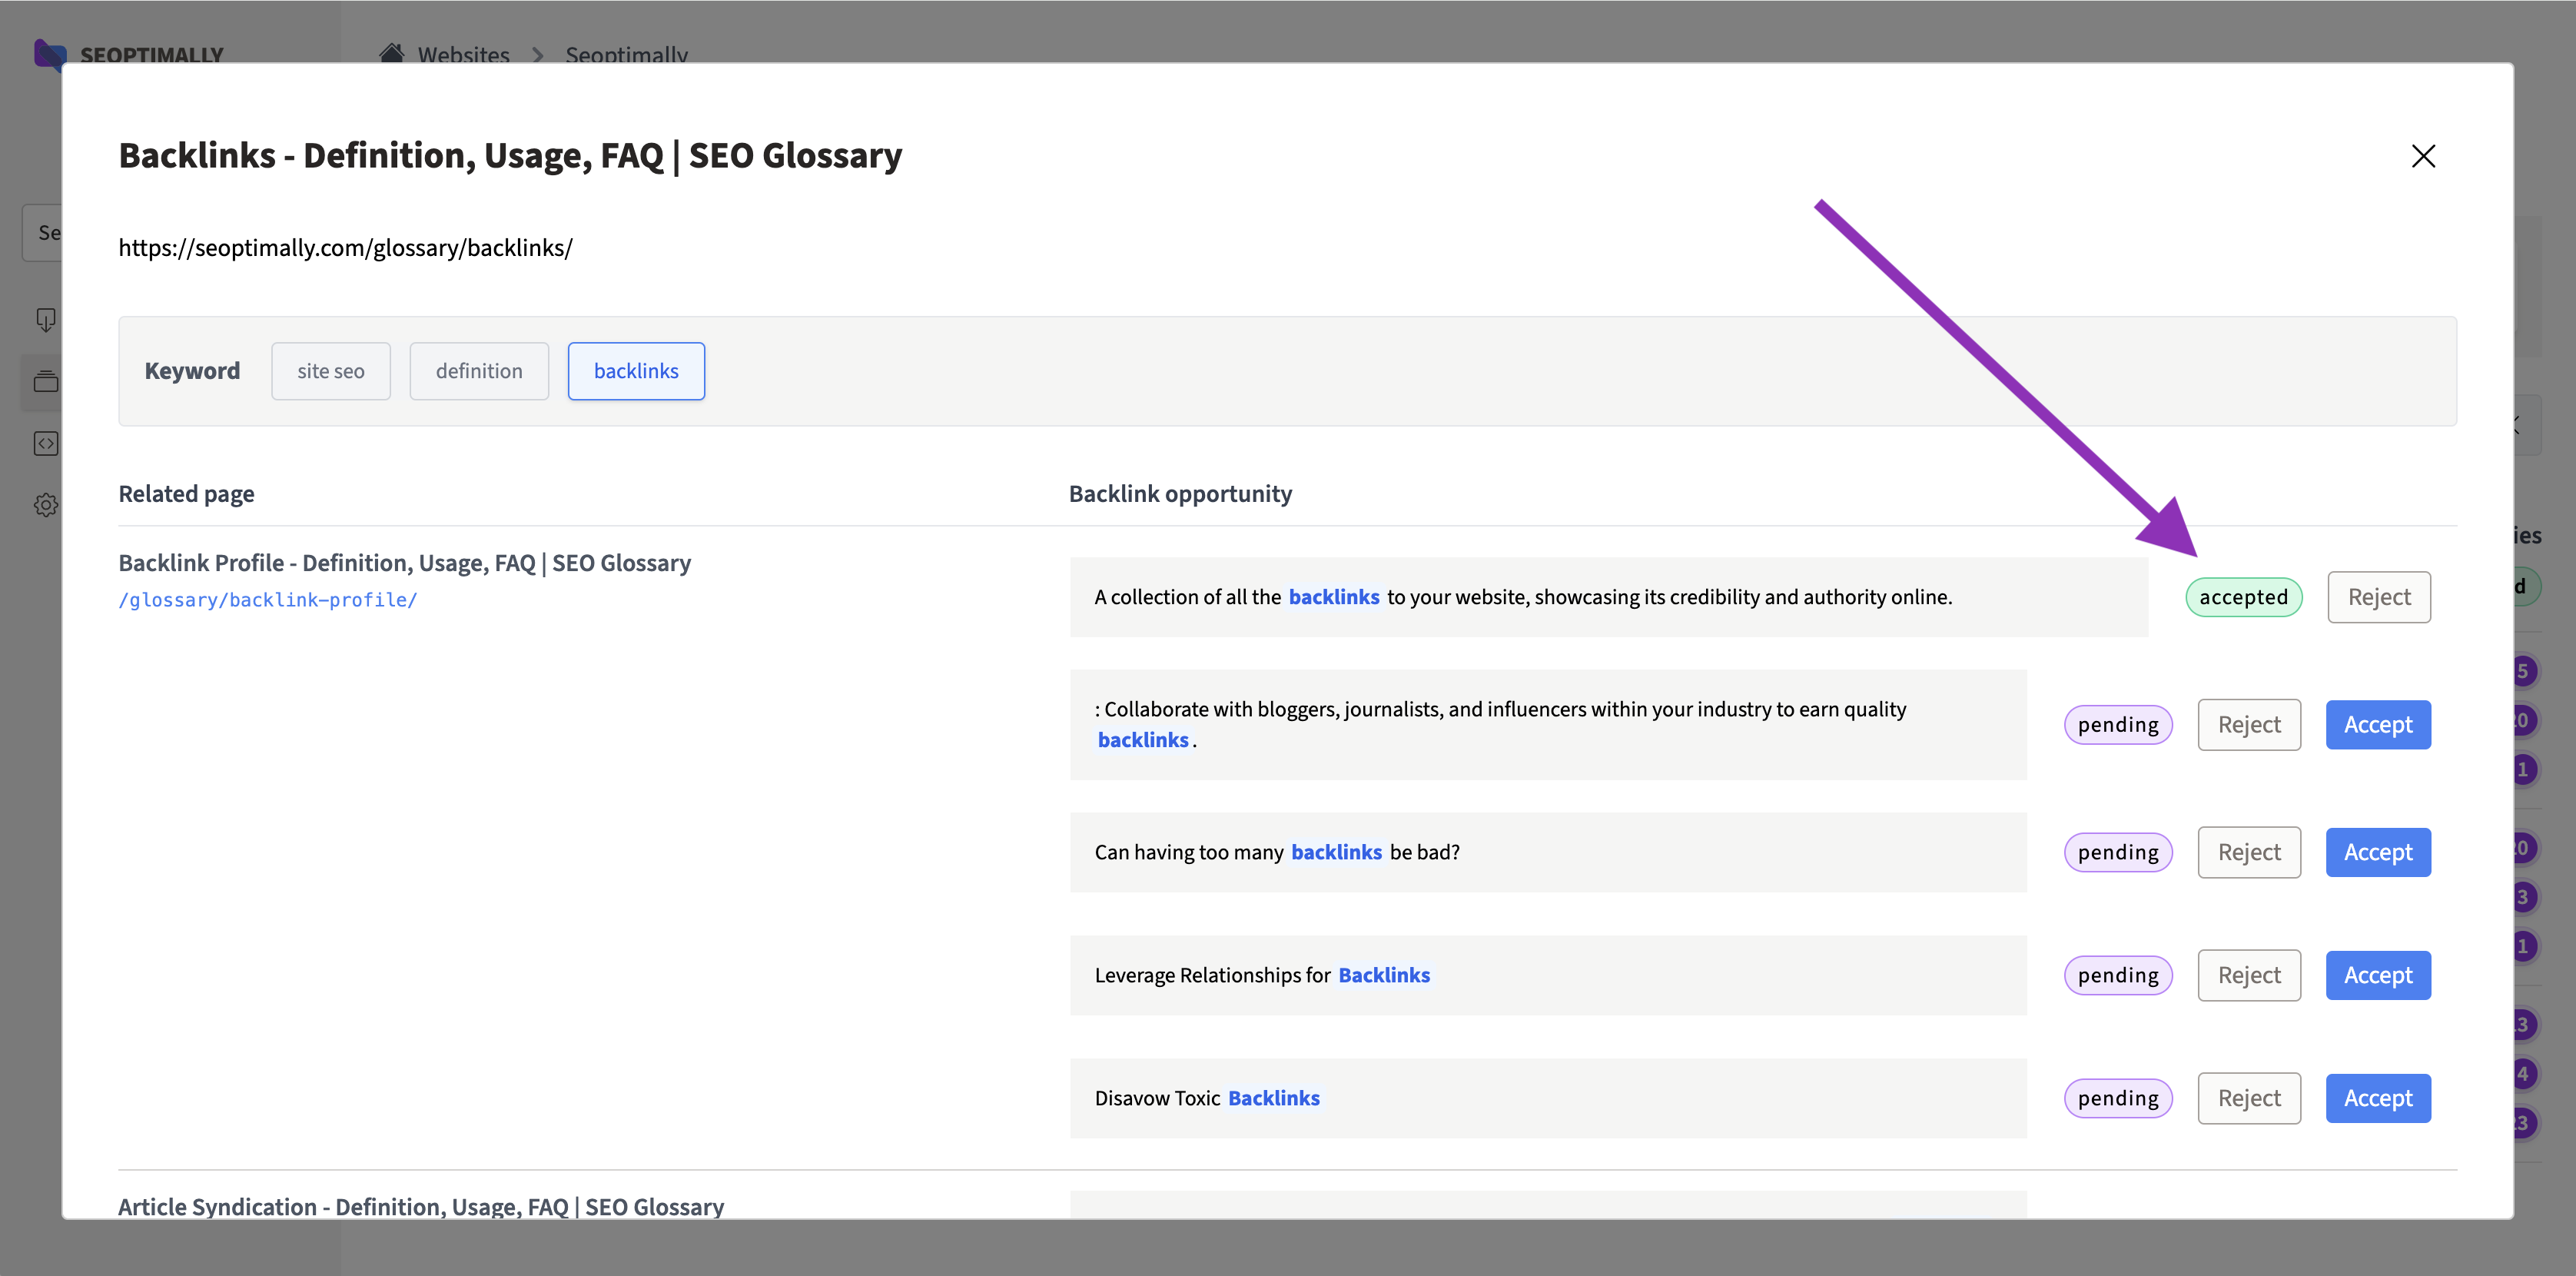 SEOPTIMALLY
Websites
Seoptimally
Backlinks - Definition, Usage, FAQ | SEO Glossary
https://seoptimally.com/glossary/backlinks/
Se
Keyword site seo definition backlinks
Related page Backlink opportunity
ies
Backlink Profile - Definition, Usage, FAQ | SEO Glossary
/glossary/backlink-profile/
A collection of all the backlinks to your website, showcasing its credibility and authority online. accepted Reject
d
5
: Collaborate with bloggers, journalists, and influencers within your industry to earn quality
backlinks .
pending Reject Accept
1
Can having too many backlinks be bad? pending Reject Accept
3
1
Leverage Relationships for Backlinks pending Reject Accept
4
Disavow Toxic Backlinks pending Reject Accept
Article Syndication - Definition, Usage, FAQ | SEO Glossary